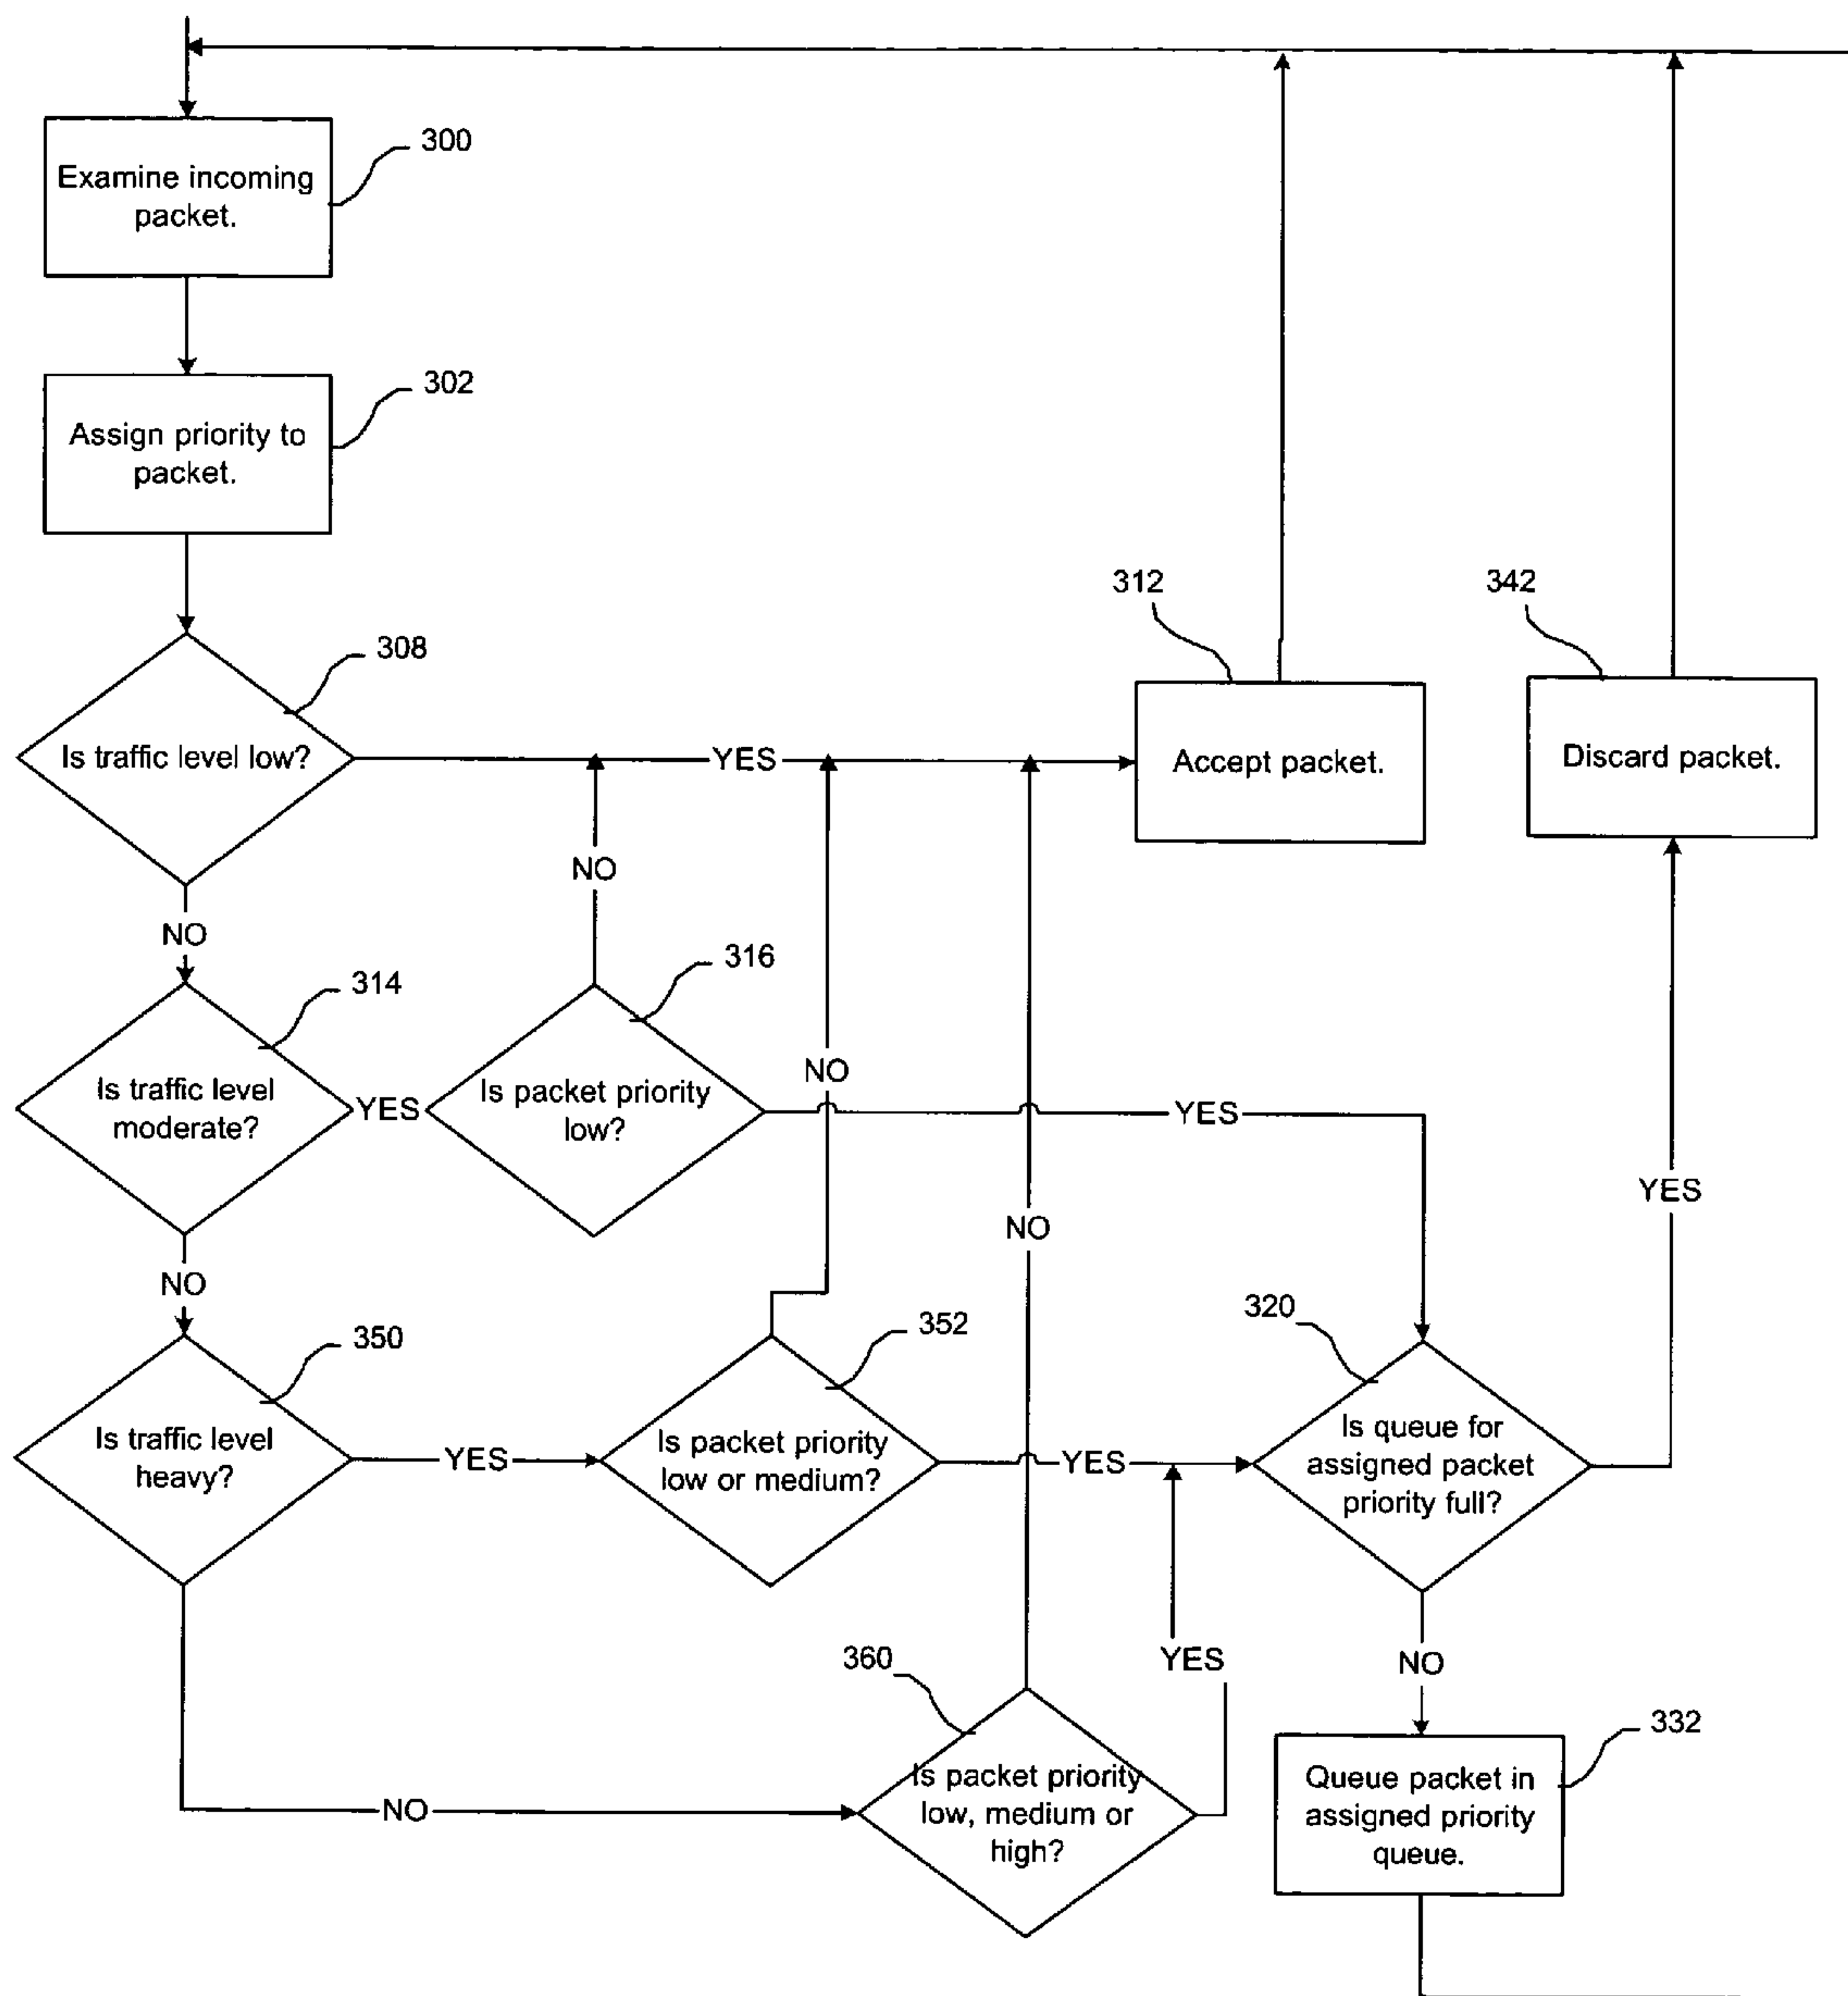 300
Examine incoming
packet.
302
Assign priority to
packet.
308
Is traffic level low?
YES
312
Accept packet.
342
Discard packet.
NO
NO
316
314
Is traffic level
moderate?
YES
Is packet priority
low?
NO
YES
YES
NO
NO
350
Is traffic level
heavy?
YES
352
Is packet priority
low or medium?
YES
320
Is queue for
assigned packet
priority full?
YES
NO
360
Is packet priority
low, medium or
high?
NO
332
Queue packet in
assigned priority
queue.